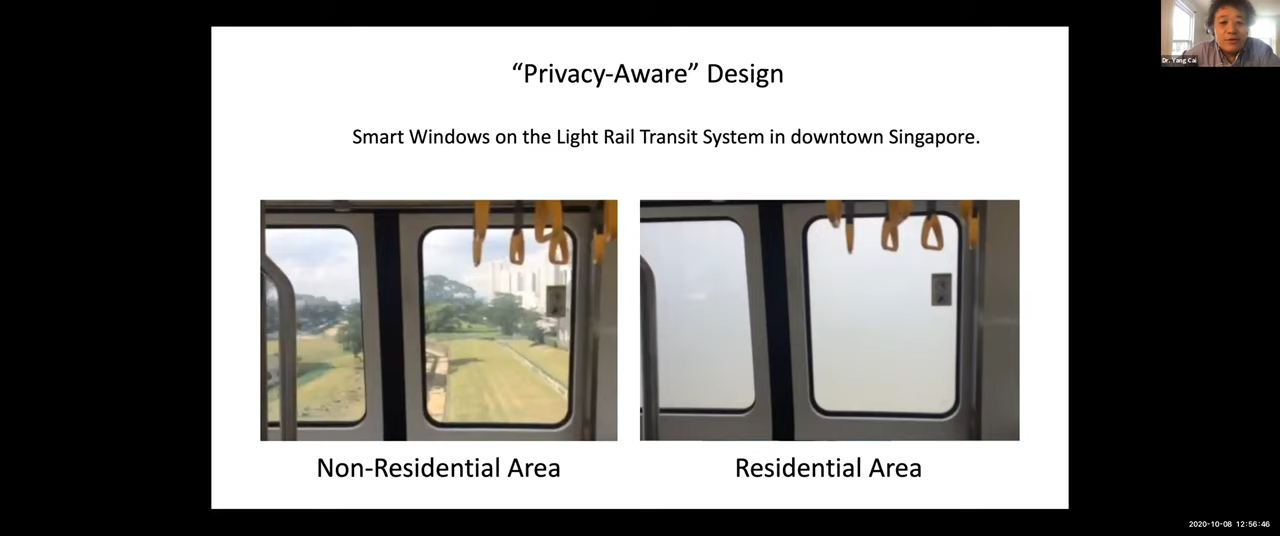 “Privacy-Aware” Design
Dr. Yang Cai
Smart Windows on the Light Rail Transit System in downtown Singapore.
Non-Residential Area
Residential Area
2020-10-08 12:56:46